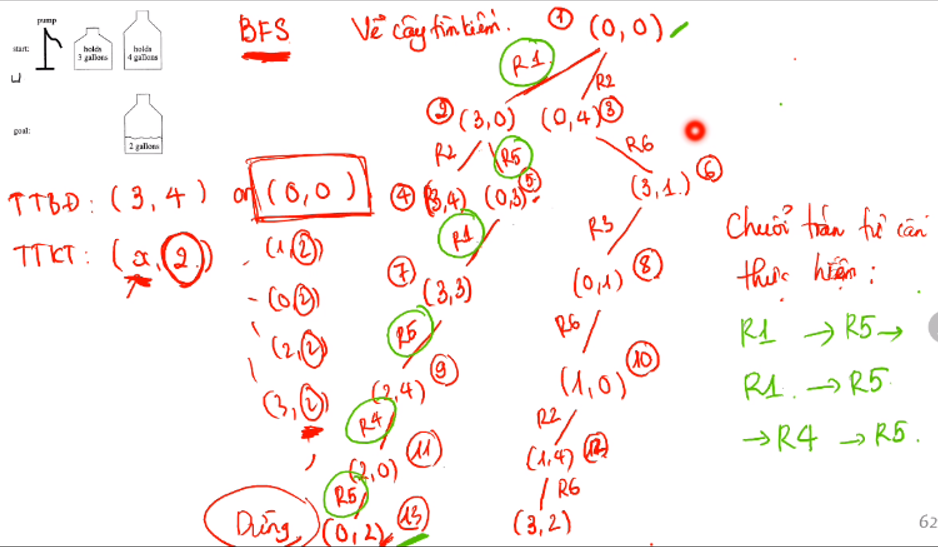 pump
start:
holds
3 gallons
holds
4 gallons
goal:
2 gallons
BFS Vẽ cây tìm kiếm.
① (0,0)
R1 R2
② (3,0) (0,4) ③
R2 R5 R6
④ (3,4) (0,3) ⑤ (3,1) ⑥
R1 R3
⑦ (3,3) (0,1) ⑧
R5 R6
(2,4) ⑨ (1,0) ⑩
R4 R2
(2,0) ⑪ (1,4) ⑫
R5 R6
(0,2) ⑬ (3,2)
Dừng
TTBĐ: (3,4) or (0,0)
TTKT: (x,2)
(1,2)
(0,2)
(2,2)
(3,2)
Chuỗi trán tử cần
thực hiện:
R1 → R5 →
R1. → R5.
→ R4 → R5.
62